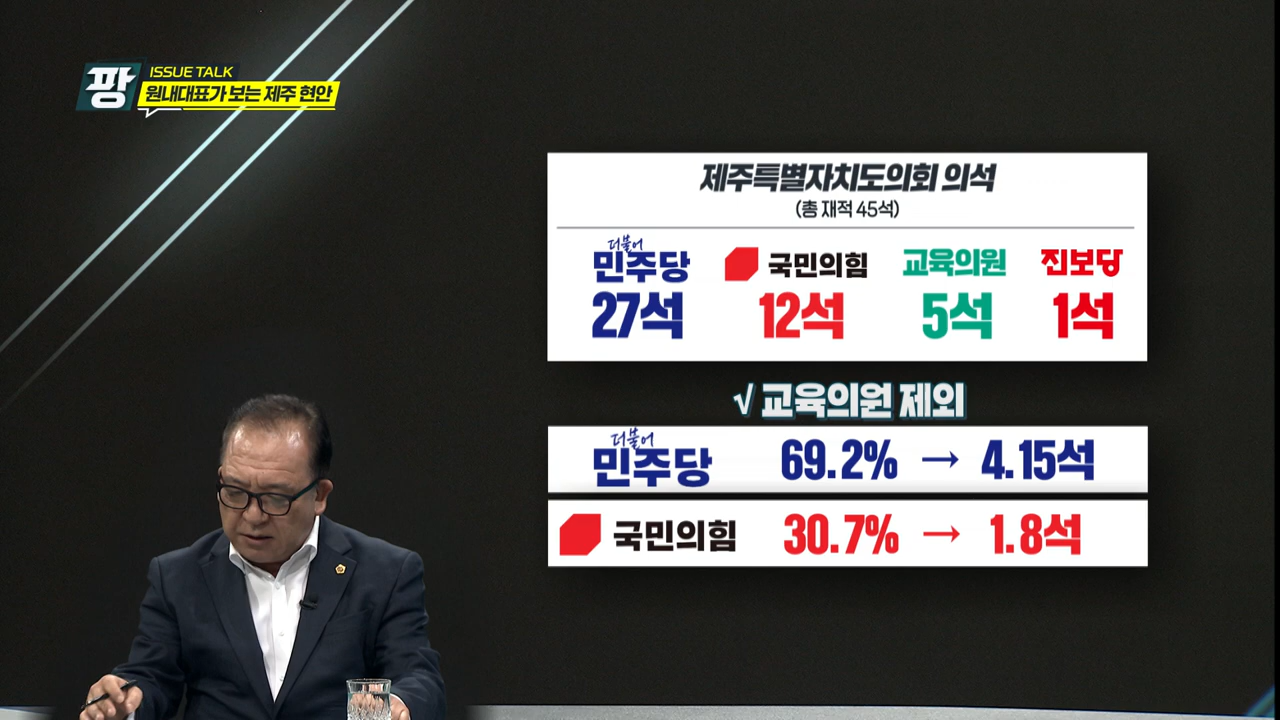 팡
ISSUE TALK
원내대표가 보는 제주 현안
제주특별자치도의회 의석
(총 재적 45석)
더불어
민주당 국민의힘 교육의원 진보당
27석 12석 5석 1석
√ 교육의원 제외
더불어
민주당 69.2% → 4.15석
국민의힘 30.7% → 1.8석